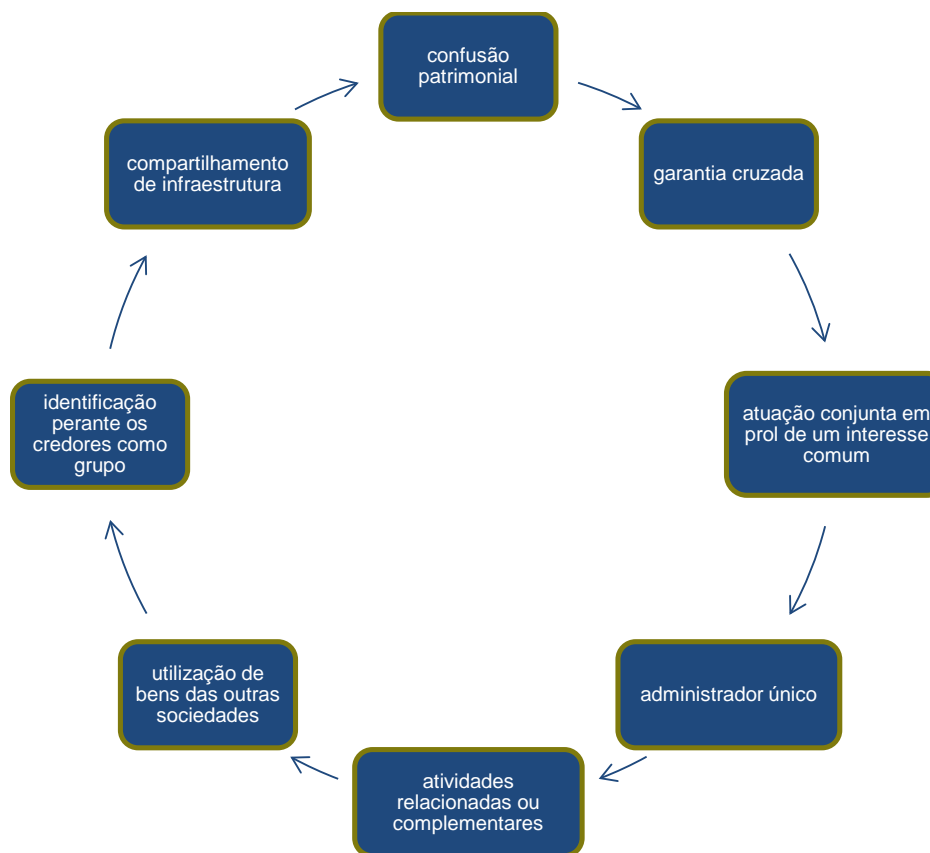 confusão
patrimonial
garantia cruzada
atuação conjunta em
prol de um interesse
comum
administrador único
atividades
relacionadas ou
complementares
utilização de
bens das outras
sociedades
identificação
perante os
credores como
grupo
compartilhamento
de infraestrutura